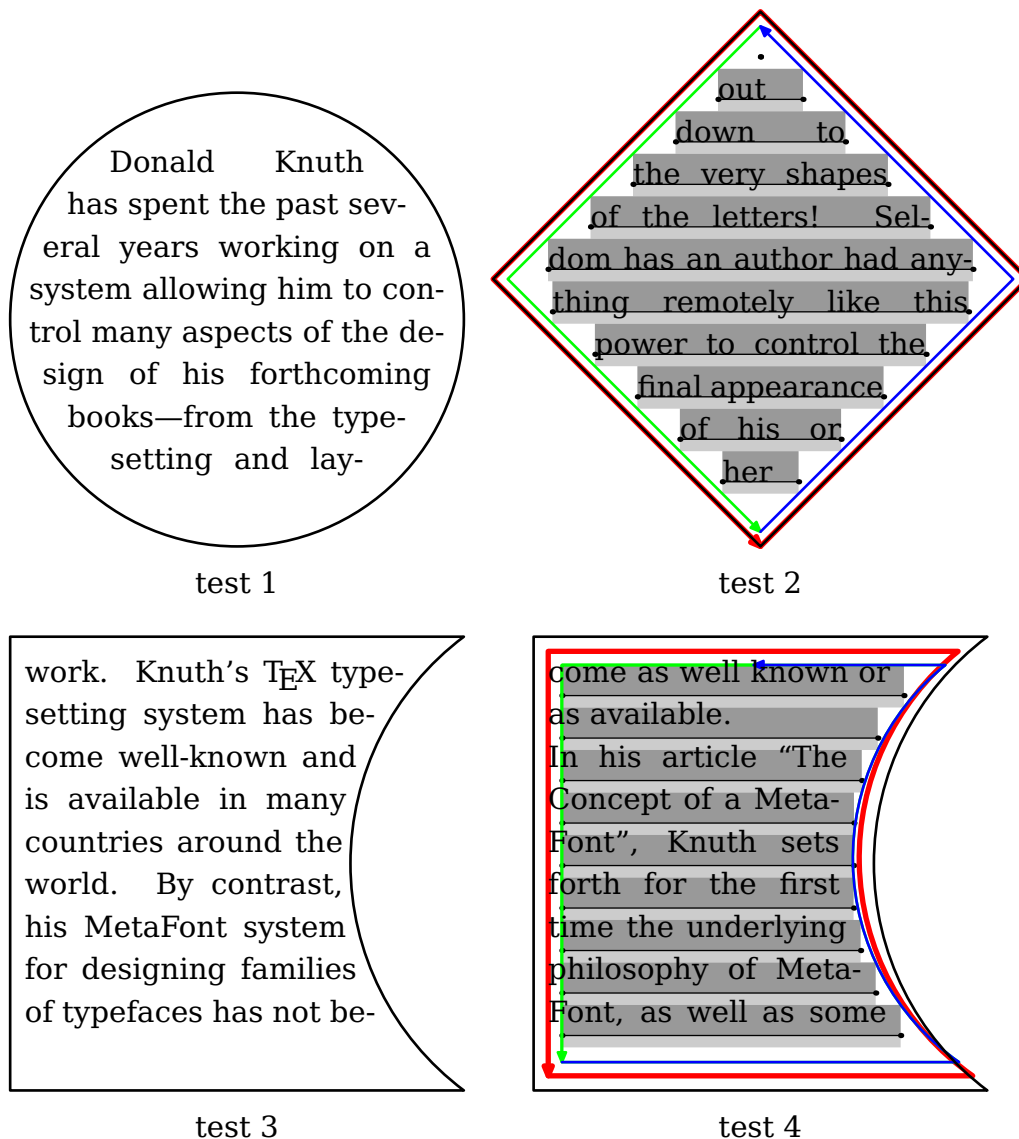 Donald Knuth
has spent the past sev-
eral years working on a
system allowing him to con-
trol many aspects of the de-
sign of his forthcoming
books—from the type-
setting and lay-
test 1
out
down to
the very shapes
of the letters! Sel-
dom has an author had any-
thing remotely like this
power to control the
final appearance
of his or
her
test 2
work. Knuth’s TEX type-
setting system has be-
come well-known and
is available in many
countries around the
world. By contrast,
his MetaFont system
for designing families
of typefaces has not be-
test 3
come as well known or
as available.
In his article “The
Concept of a Meta-
Font”, Knuth sets
forth for the first
time the underlying
philosophy of Meta-
Font, as well as some
test 4